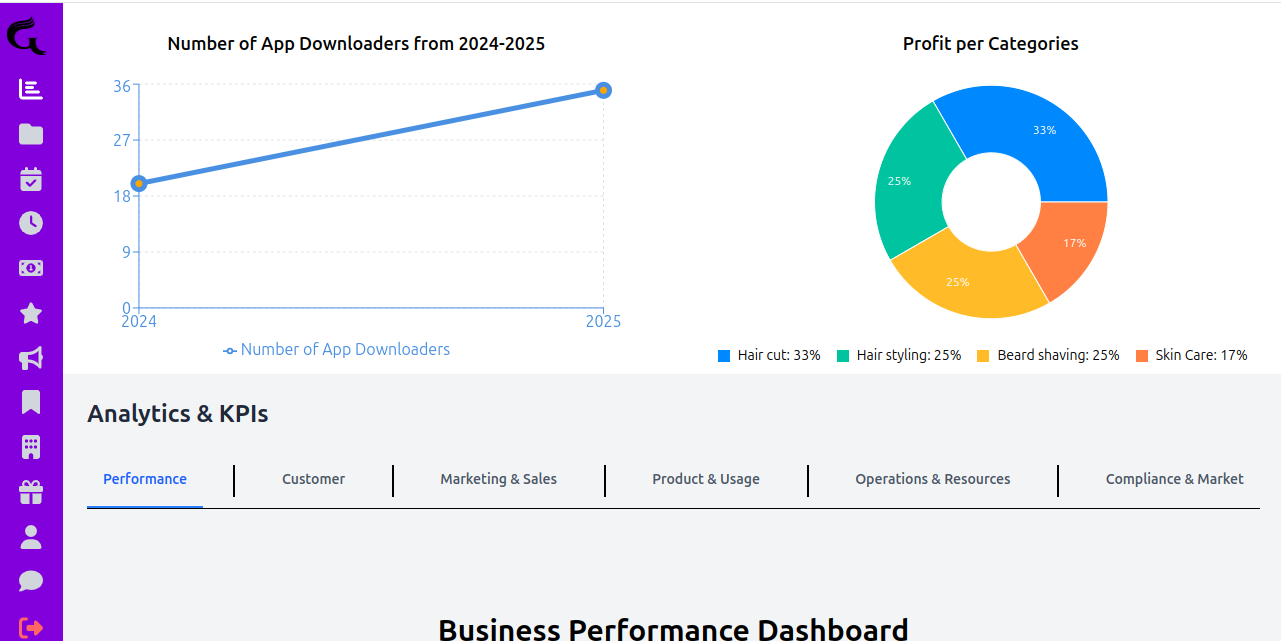 Number of App Downloaders from 2024-2025
36
27
18
9
0
2024 2025
Number of App Downloaders
Profit per Categories
33%
25%
25%
17%
Hair cut: 33% Hair styling: 25% Beard shaving: 25% Skin Care: 17%
Analytics & KPIs
Performance Customer Marketing & Sales Product & Usage Operations & Resources Compliance & Market
Business Performance Dashboard